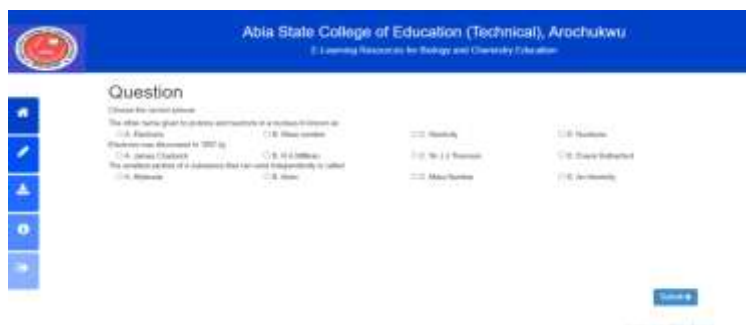 Abia State College of Education (Technical), Arochukwu
E-Learning Resources for Biology and Chemistry Education
Question
Choose the correct answer
The other name given to protons and neutrons in a nucleus is known as
A. Electrons B. Mass number C. D. Nucleons
Electron was discovered in 1897 by
A. James Chadwick B. R.A Millikan C. Sir J.J Thomson D. Rutherford
The smallest particle of a substance that can exist independently is called
A. Molecule B. Atom C. Mass Number D.
Submit